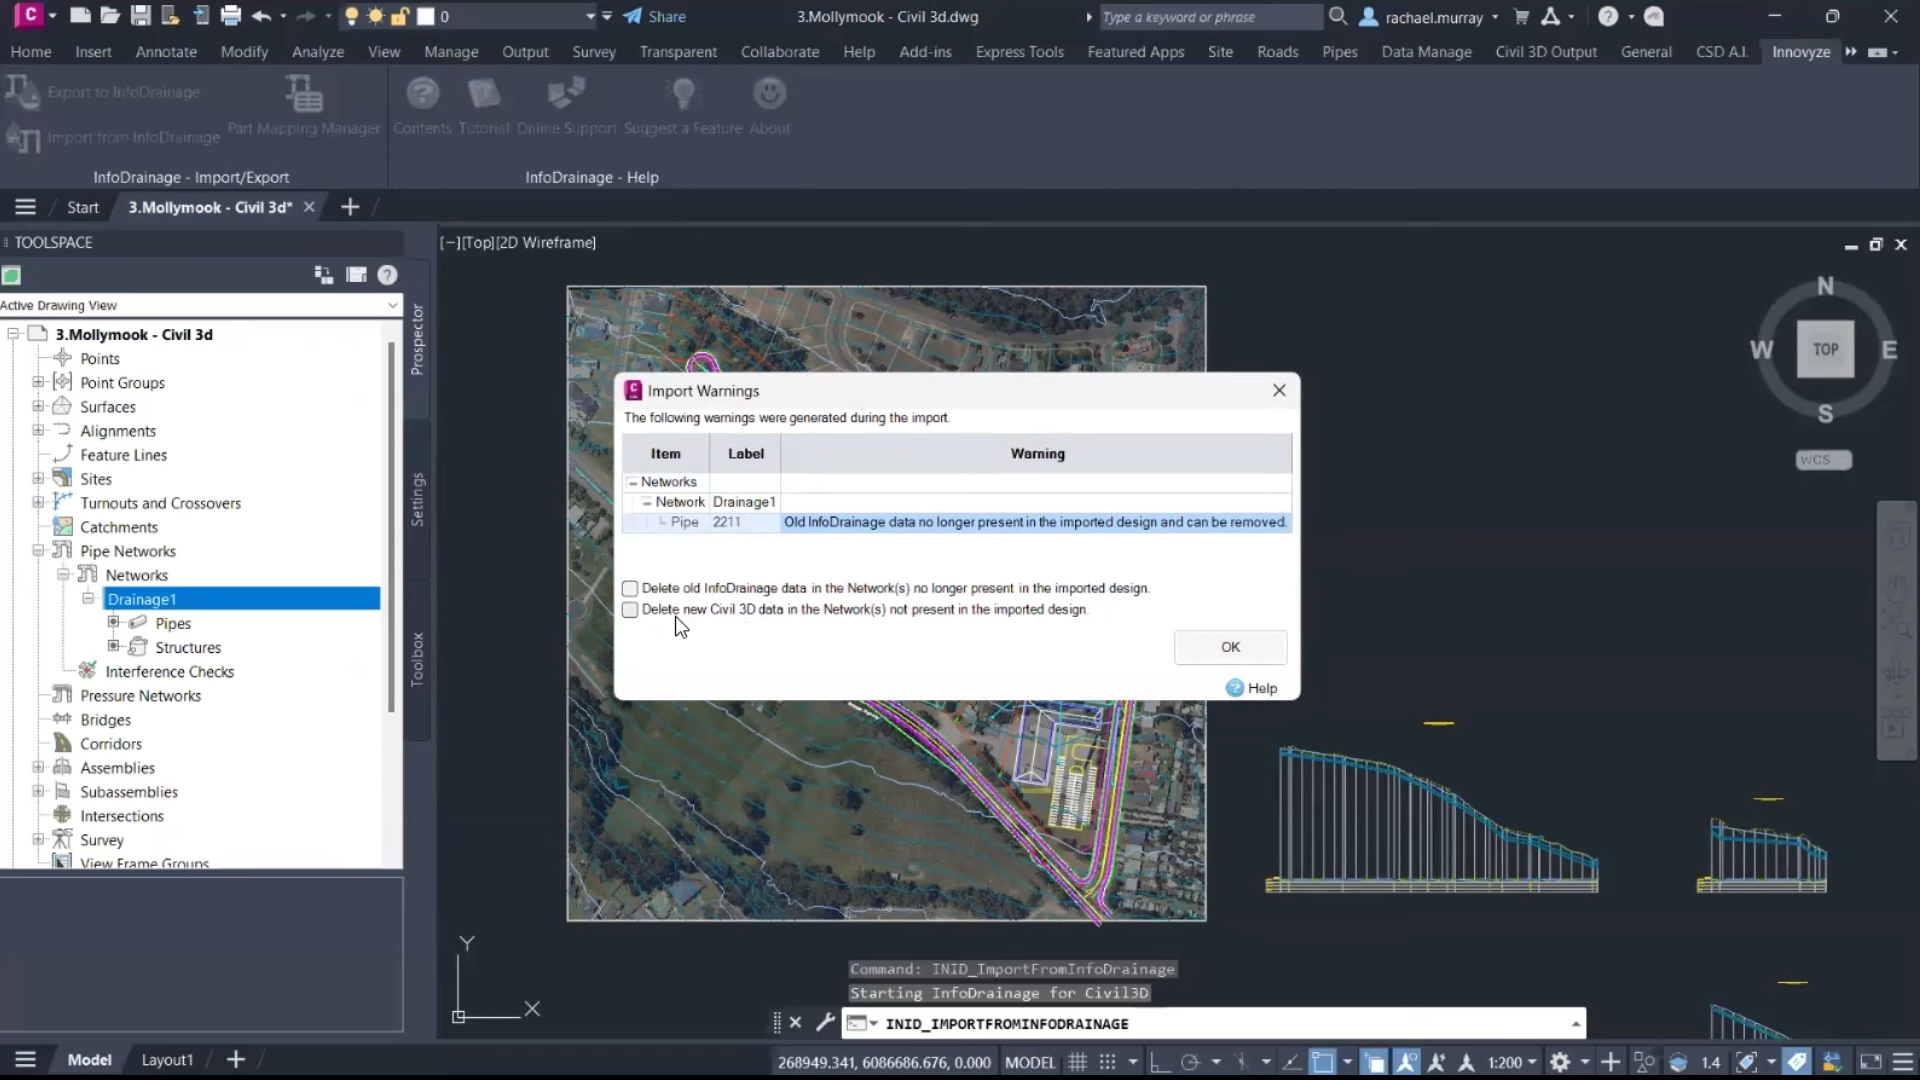 C
0
Share
3.Mollymook - Civil 3d.dwg
Type a keyword or phrase
rachael.murray
Home Insert Annotate Modify Analyze View Manage Output Survey Transparent Collaborate Help Add-ins Express Tools Featured Apps Site Roads Pipes Data Manage Civil 3D Output General CSD A.I. Innovyze
Export to InfoDrainage
Import from InfoDrainage
Part Mapping Manager
Contents Tutorial Online Support Suggest a Feature About
InfoDrainage - Import/Export
InfoDrainage - Help
Start
3.Mollymook - Civil 3d*
TOOLSPACE
[−][Top][2D Wireframe]
Active Drawing View
3.Mollymook - Civil 3d
Points
Point Groups
Surfaces
Alignments
Feature Lines
Sites
Turnouts and Crossovers
Catchments
Pipe Networks
Networks
Drainage1
Pipes
Structures
Interference Checks
Pressure Networks
Bridges
Corridors
Assemblies
Subassemblies
Intersections
Survey
View Frame Groups
Prospector
Settings
Toolbox
Import Warnings
The following warnings were generated during the import.
Item Label Warning
Networks
Network Drainage1
Pipe 2211 Old InfoDrainage data no longer present in the imported design and can be removed.
Delete old InfoDrainage data in the Network(s) no longer present in the imported design.
Delete new Civil 3D data in the Network(s) not present in the imported design.
OK
Help
N
W TOP E
S
WCS
Y
X
Command: INID_ImportFromInfoDrainage
Starting InfoDrainage for Civil3D
INID_IMPORTFROMINFODRAINAGE
Model
Layout1
268949.341, 6086686.676, 0.000
MODEL
1:200
1.4